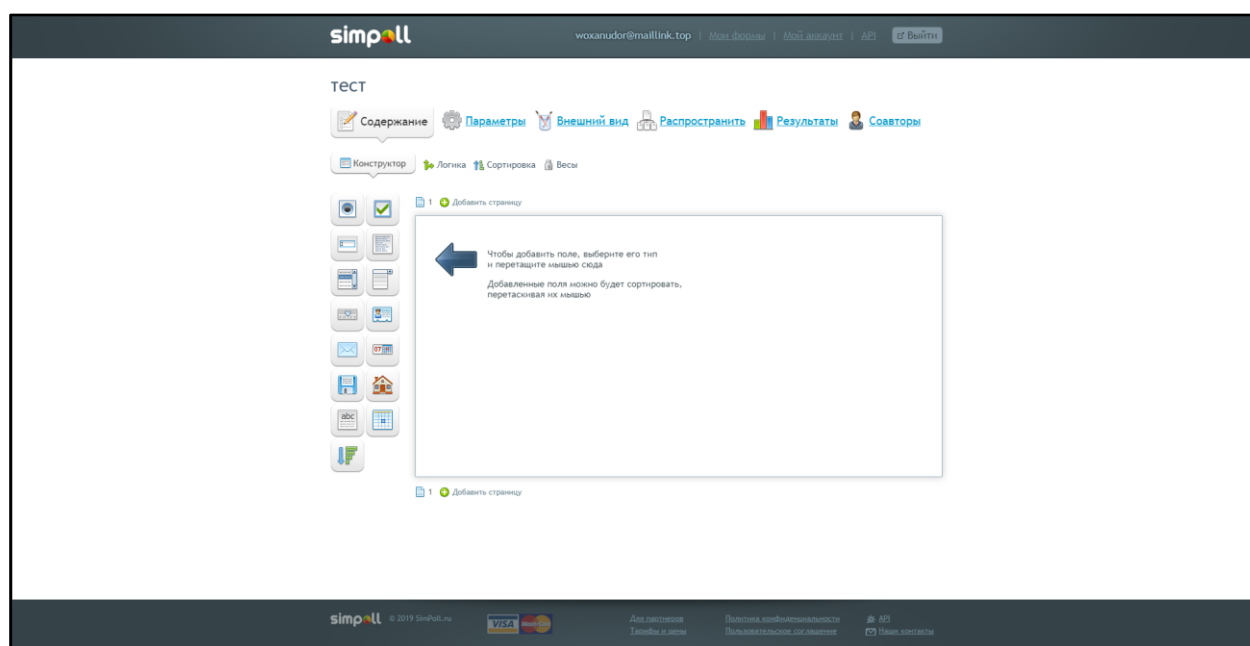 simpoll
woxanudor@maillink.top | Мои формы | Мой аккаунт | API Выйти
тест
Содержание Параметры Внешний вид Распространить Результаты Соавторы
Конструктор Логика Сортировка Весы
1 Добавить страницу
Чтобы добавить поле, выберите его тип
и перетащите мышью сюда
Добавленные поля можно будет сортировать,
перетаскивая их мышью
abc
1 Добавить страницу
simpoll © 2019 SimPoll.ru VISA MasterCard
Для партнеров Политика конфиденциальности API
Тарифы и цены Пользовательское соглашение Наши контакты